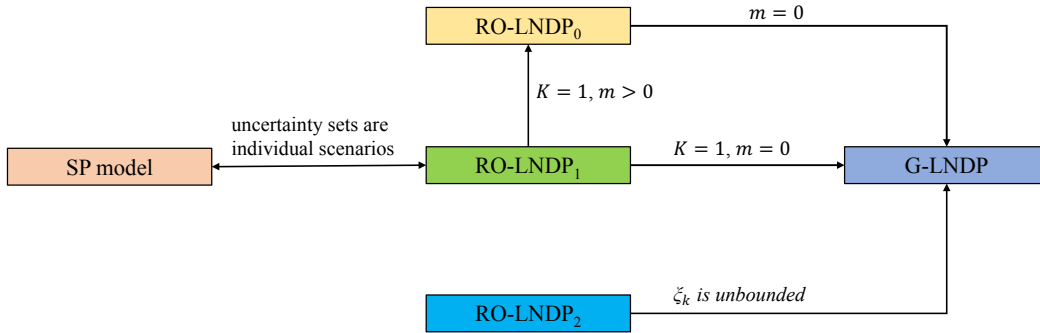 RO-LNDP₀
m = 0
K = 1, m > 0
uncertainty sets are
individual scenarios
K = 1, m = 0
SP model
RO-LNDP₁
G-LNDP
ξₖ is unbounded
RO-LNDP₂